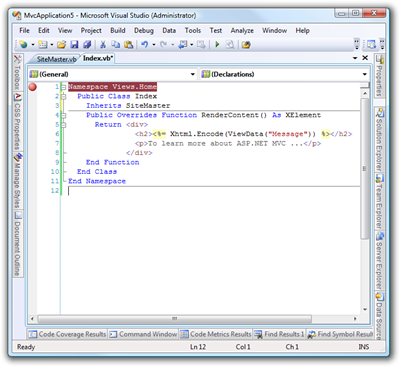 MvcApplication5 - Microsoft Visual Studio (Administrator)
File Edit View Project Build Debug Data Tools Test Analyze Window Help
SiteMaster.vb Index.vb*
(General) (Declarations)
1 Namespace Views.Home
2 Public Class Index
3 Inherits SiteMaster
4 Public Overrides Function RenderContent() As XElement
5 Return <div>
6 <h2><%= Xhtml.Encode(ViewData("Message")) %></h2>
7 <p>To learn more about ASP.NET MVC ...</p>
8 </div>
9 End Function
10 End Class
11 End Namespace
12
Toolbox
CSS Properties
Manage Styles
Document Outline
Solution Explorer
Team Explorer
Server Explorer
Data Source
Code Coverage Results Command Window Code Metrics Results Find Results 1 Find Symbol Result
Ready Ln 12 Col 1 Ch 1 INS